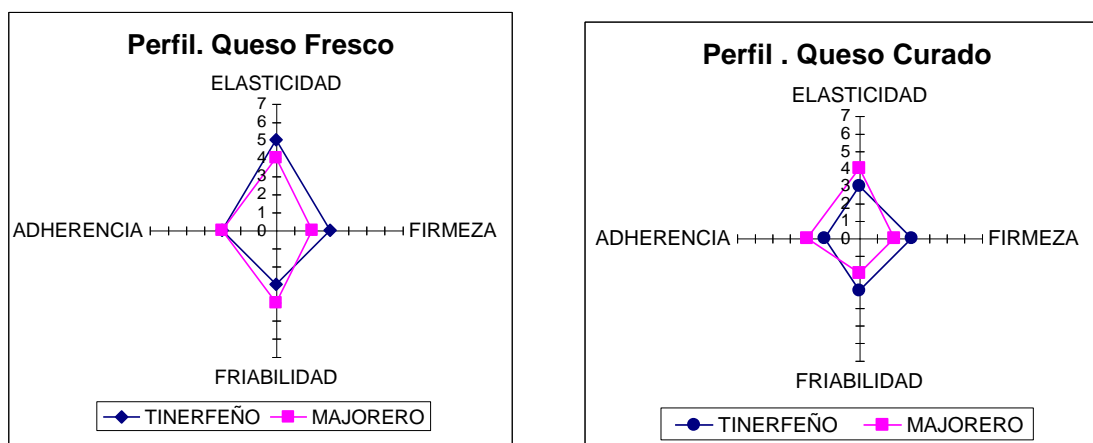 Perfil. Queso Fresco
ELASTICIDAD
7
6
5
4
3
2
1
0
ADHERENCIA
FIRMEZA
FRIABILIDAD
TINERFEÑO
MAJORERO
Perfil . Queso Curado
ELASTICIDAD
7
6
5
4
3
2
1
0
ADHERENCIA
FIRMEZA
FRIABILIDAD
TINERFEÑO
MAJORERO